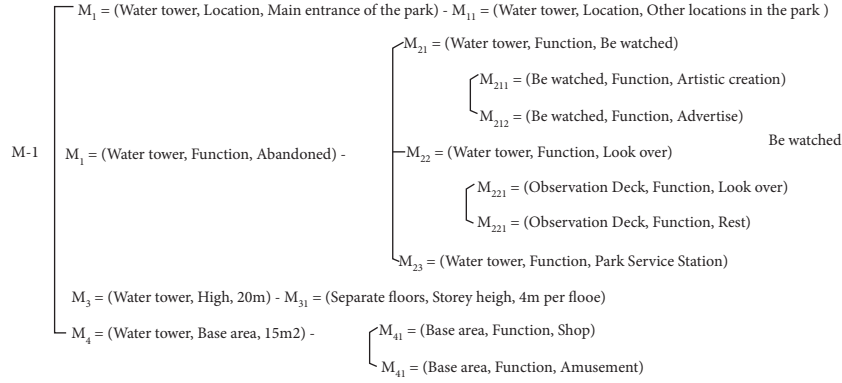 M1 = (Water tower, Location, Main entrance of the park) - M11 = (Water tower, Location, Other locations in the park )
M21 = (Water tower, Function, Be watched)
M211 = (Be watched, Function, Artistic creation)
M212 = (Be watched, Function, Advertise)
Be watched
M-1
M1 = (Water tower, Function, Abandoned) -
M22 = (Water tower, Function, Look over)
M221 = (Observation Deck, Function, Look over)
M221 = (Observation Deck, Function, Rest)
M23 = (Water tower, Function, Park Service Station)
M3 = (Water tower, High, 20m) - M31 = (Separate floors, Storey heigh, 4m per flooe)
M4 = (Water tower, Base area, 15m2) -
M41 = (Base area, Function, Shop)
M41 = (Base area, Function, Amusement)